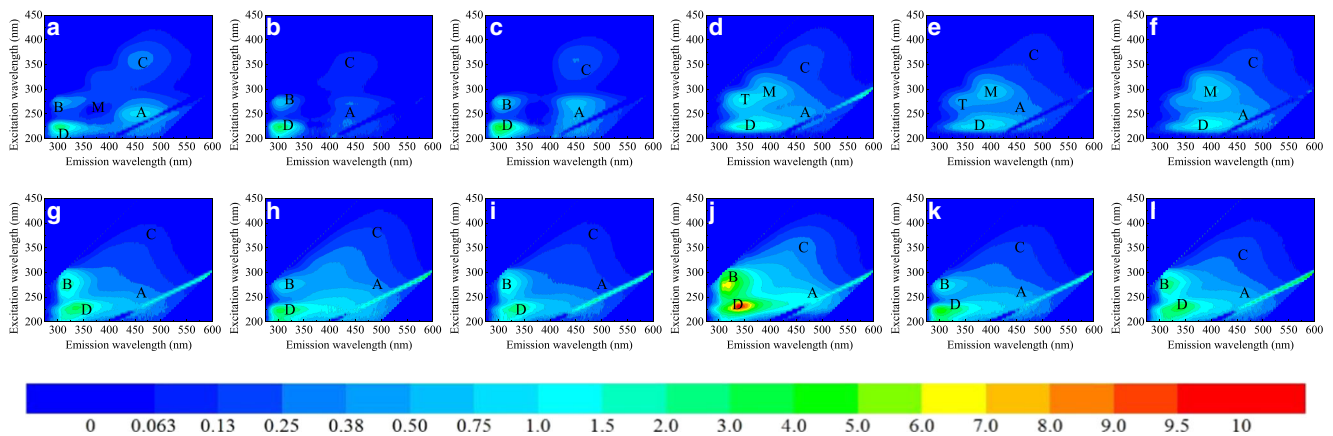 a b c d e f
450 450 450 450 450 450
400 400 400 400 400 400
350 350 350 350 350 350
300 300 300 300 300 300
250 250 250 250 250 250
200 200 200 200 200 200
Excitation wavelength (nm) Excitation wavelength (nm) Excitation wavelength (nm) Excitation wavelength (nm) Excitation wavelength (nm) Excitation wavelength (nm)
C B M A D
C B A D
C B A D
C M T A D
C M T A D
C M A D
300 350 400 450 500 550 600 300 350 400 450 500 550 600 300 350 400 450 500 550 600 300 350 400 450 500 550 600 300 350 400 450 500 550 600 300 350 400 450 500 550 600
Emission wavelength (nm) Emission wavelength (nm) Emission wavelength (nm) Emission wavelength (nm) Emission wavelength (nm) Emission wavelength (nm)
g h i j k l
450 450 450 450 450 450
400 400 400 400 400 400
350 350 350 350 350 350
300 300 300 300 300 300
250 250 250 250 250 250
200 200 200 200 200 200
Excitation wavelength (nm) Excitation wavelength (nm) Excitation wavelength (nm) Excitation wavelength (nm) Excitation wavelength (nm) Excitation wavelength (nm)
C B A D
C B A D
C B A D
C B A D
C B A D
C B A D
300 350 400 450 500 550 600 300 350 400 450 500 550 600 300 350 400 450 500 550 600 300 350 400 450 500 550 600 300 350 400 450 500 550 600 300 350 400 450 500 550 600
Emission wavelength (nm) Emission wavelength (nm) Emission wavelength (nm) Emission wavelength (nm) Emission wavelength (nm) Emission wavelength (nm)
0 0.063 0.13 0.25 0.38 0.50 0.75 1.0 1.5 2.0 3.0 4.0 5.0 6.0 7.0 8.0 9.0 9.5 10